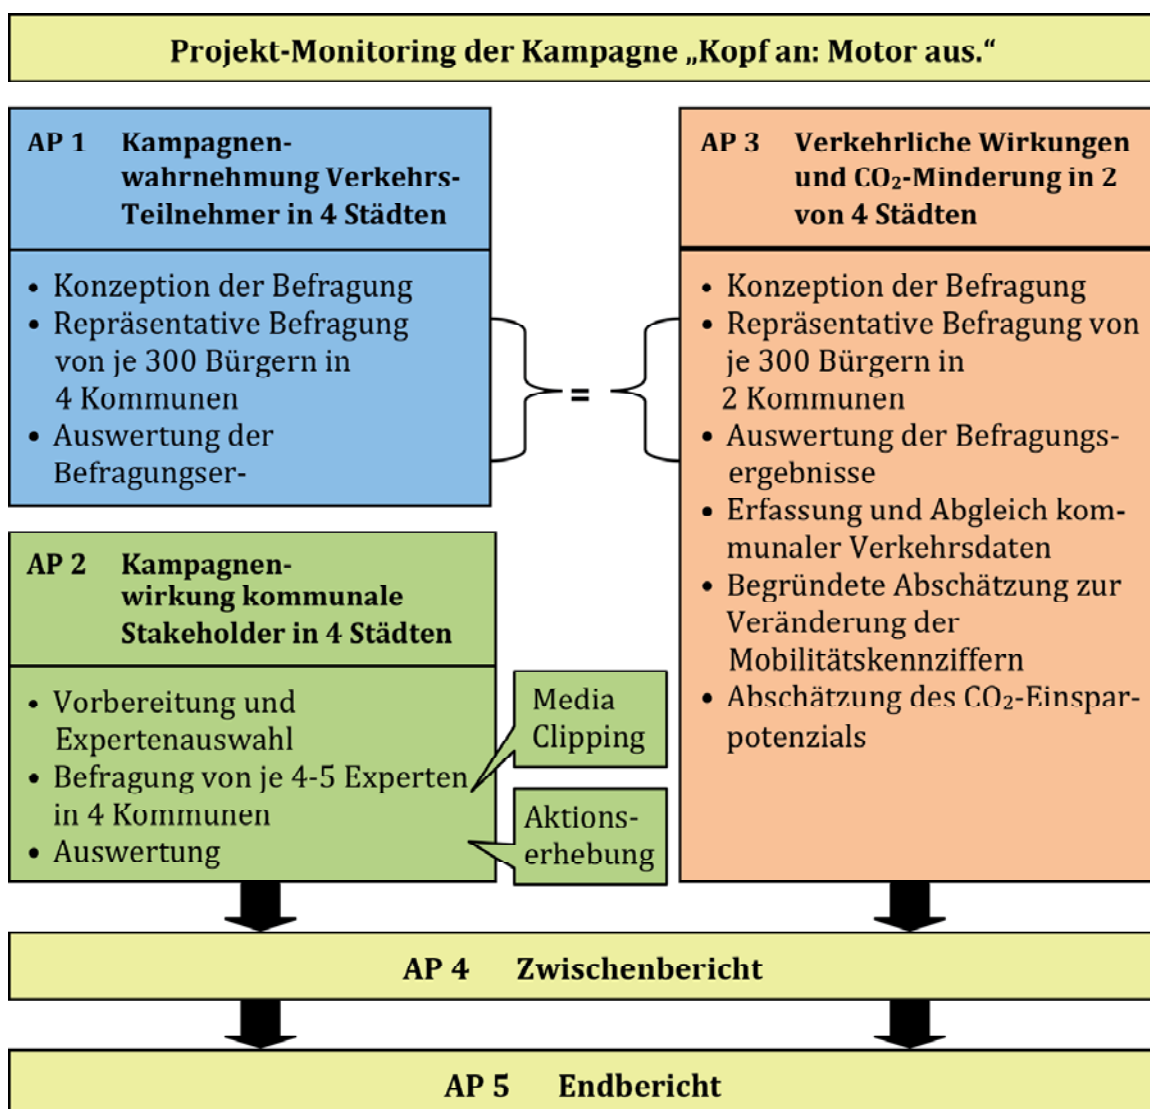 Projekt-Monitoring der Kampagne „Kopf an: Motor aus.“
AP 1 Kampagnen-
wahrnehmung Verkehrs-
Teilnehmer in 4 Städten
• Konzeption der Befragung
• Repräsentative Befragung
von je 300 Bürgern in
4 Kommunen
• Auswertung der
Befragungser-
=
AP 2 Kampagnen-
wirkung kommunale
Stakeholder in 4 Städten
• Vorbereitung und
Expertenauswahl
• Befragung von je 4-5 Experten
in 4 Kommunen
• Auswertung
Media
Clipping
Aktions-
erhebung
AP 3 Verkehrliche Wirkungen
und CO₂-Minderung in 2
von 4 Städten
• Konzeption der Befragung
• Repräsentative Befragung von
je 300 Bürgern in
2 Kommunen
• Auswertung der Befragungs-
ergebnisse
• Erfassung und Abgleich kom-
munaler Verkehrsdaten
• Begründete Abschätzung zur
Veränderung der
Mobilitätskennziffern
• Abschätzung des CO₂-Einspar-
potenzials
AP 4 Zwischenbericht
AP 5 Endbericht